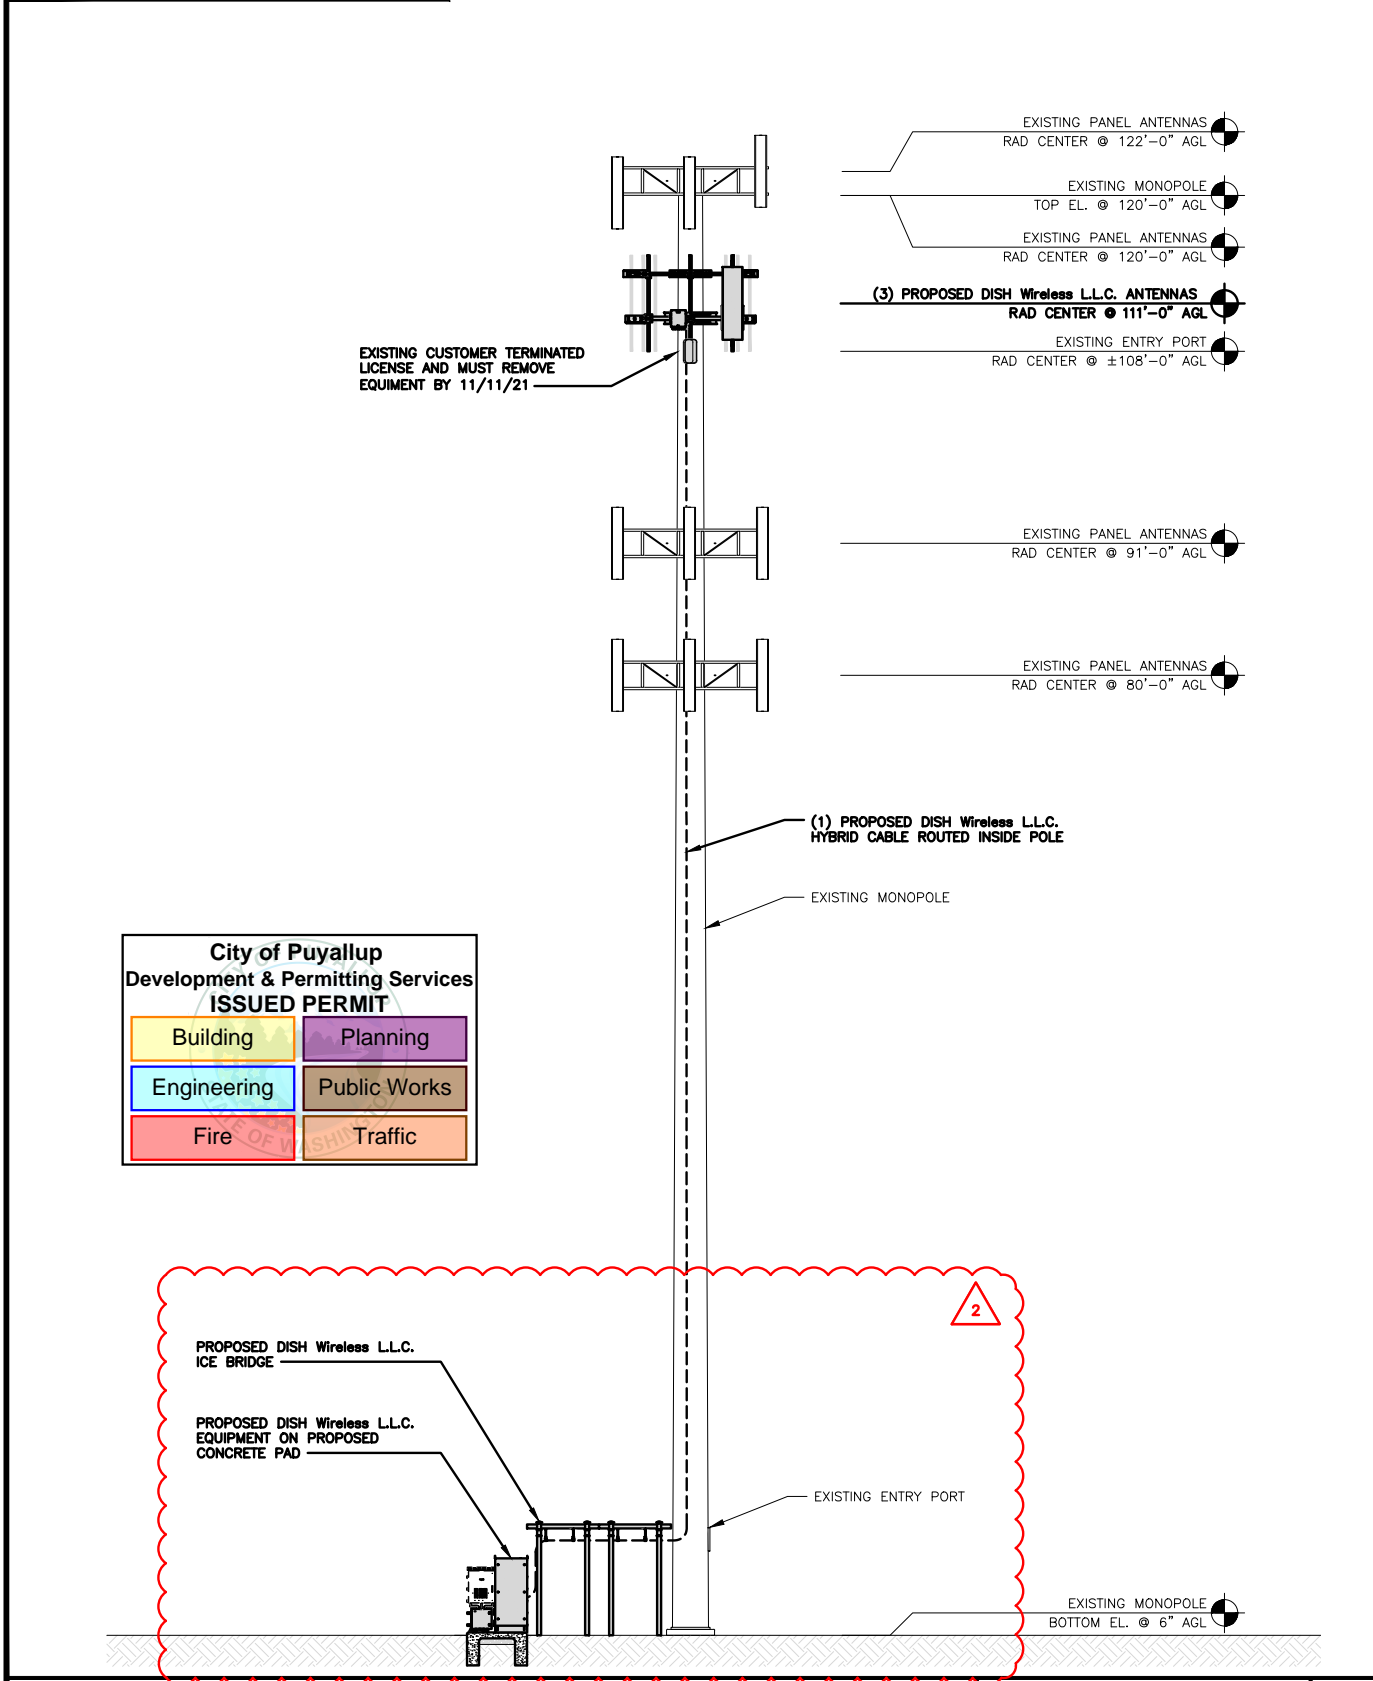 EXISTING PANEL ANTENNAS
RAD CENTER @ 122'-0" AGL
EXISTING MONOPOLE
TOP EL. @ 120'-0" AGL
EXISTING PANEL ANTENNAS
RAD CENTER @ 120'-0" AGL
(3) PROPOSED DISH Wireless L.L.C. ANTENNAS
RAD CENTER @ 111'-0" AGL
EXISTING ENTRY PORT
RAD CENTER @ ±108'-0" AGL
EXISTING CUSTOMER TERMINATED
LICENSE AND MUST REMOVE
EQUIMENT BY 11/11/21
EXISTING PANEL ANTENNAS
RAD CENTER @ 91'-0" AGL
EXISTING PANEL ANTENNAS
RAD CENTER @ 80'-0" AGL
(1) PROPOSED DISH Wireless L.L.C.
HYBRID CABLE ROUTED INSIDE POLE
EXISTING MONOPOLE
City of Puyallup
Development & Permitting Services
ISSUED PERMIT
Building
Planning
Engineering
Public Works
Fire
Traffic
2
PROPOSED DISH Wireless L.L.C.
ICE BRIDGE
PROPOSED DISH Wireless L.L.C.
EQUIPMENT ON PROPOSED
CONCRETE PAD
EXISTING ENTRY PORT
EXISTING MONOPOLE
BOTTOM EL. @ 6" AGL